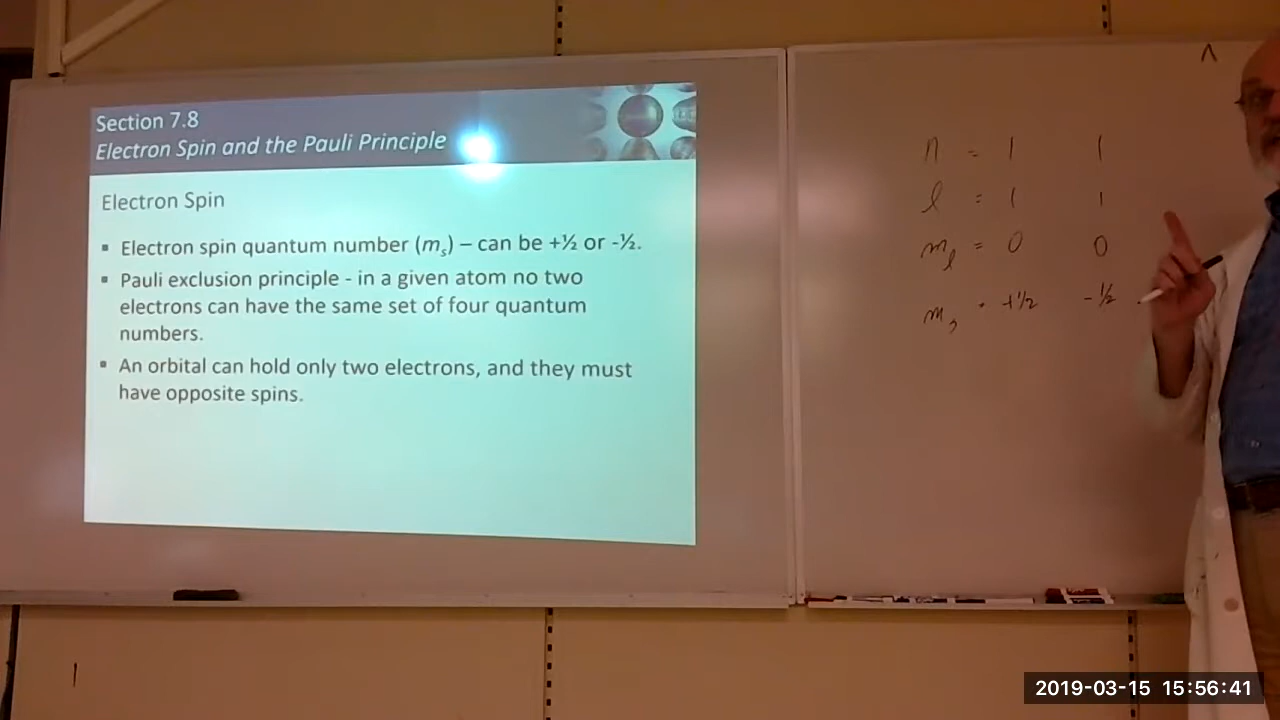 Section 7.8
Electron Spin and the Pauli Principle
Electron Spin
▪ Electron spin quantum number (mₛ) – can be +½ or -½.
▪ Pauli exclusion principle - in a given atom no two
electrons can have the same set of four quantum
numbers.
▪ An orbital can hold only two electrons, and they must
have opposite spins.
n = 1 1
l = 1 1
mₗ = 0 0
mₛ = +½ -½
2019-03-15 15:56:41